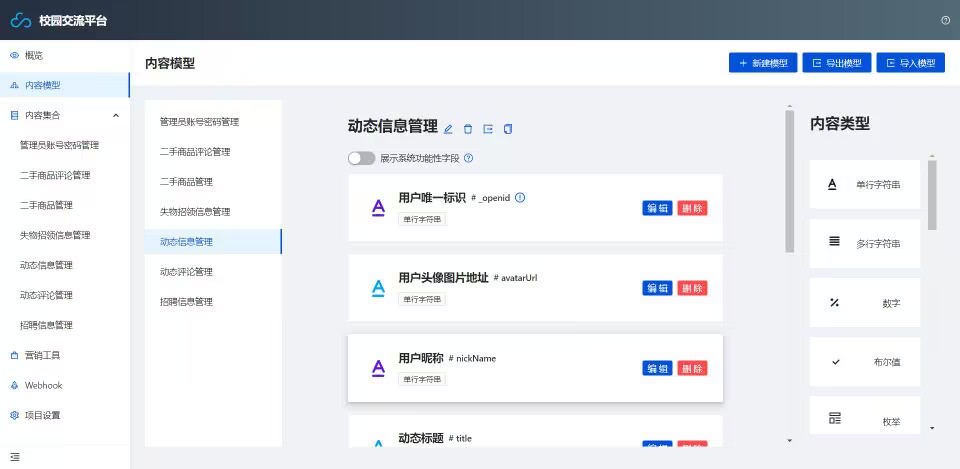 校园交流平台
概览
内容模型
内容集合
管理员账号密码管理
二手商品评论管理
二手商品管理
失物招领信息管理
动态信息管理
动态评论管理
招聘信息管理
营销工具
Webhook
项目设置
内容模型
新建模型
导出模型
导入模型
管理员账号密码管理
二手商品评论管理
二手商品管理
失物招领信息管理
动态信息管理
动态评论管理
招聘信息管理
动态信息管理
展示系统功能性字段
用户唯一标识 # _openid
单行字符串
编 辑 删 除
用户头像图片地址 # avatarUrl
单行字符串
编 辑 删 除
用户昵称 # nickName
单行字符串
编 辑 删 除
动态标题 # title
编 辑 删 除
内容类型
单行字符串
多行字符串
数字
布尔值
枚举